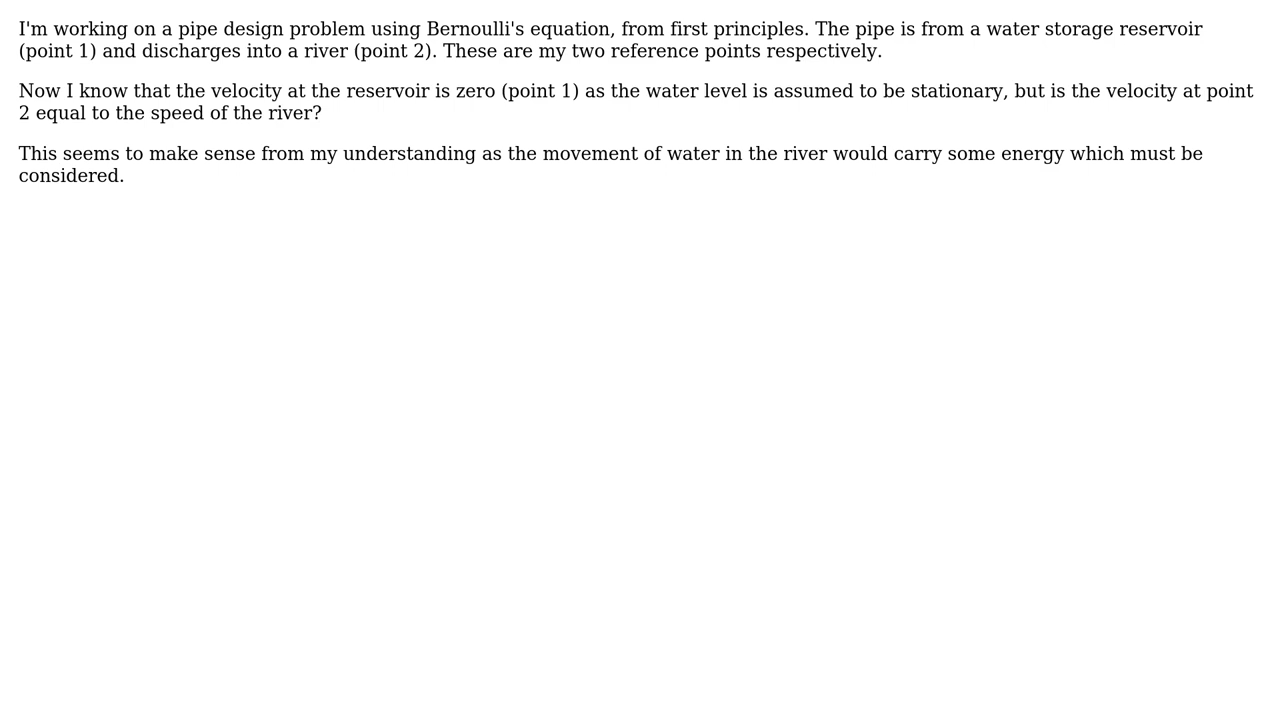 I'm working on a pipe design problem using Bernoulli's equation, from first principles. The pipe is from a water storage reservoir
(point 1) and discharges into a river (point 2). These are my two reference points respectively.
Now I know that the velocity at the reservoir is zero (point 1) as the water level is assumed to be stationary, but is the velocity at point
2 equal to the speed of the river?
This seems to make sense from my understanding as the movement of water in the river would carry some energy which must be
considered.